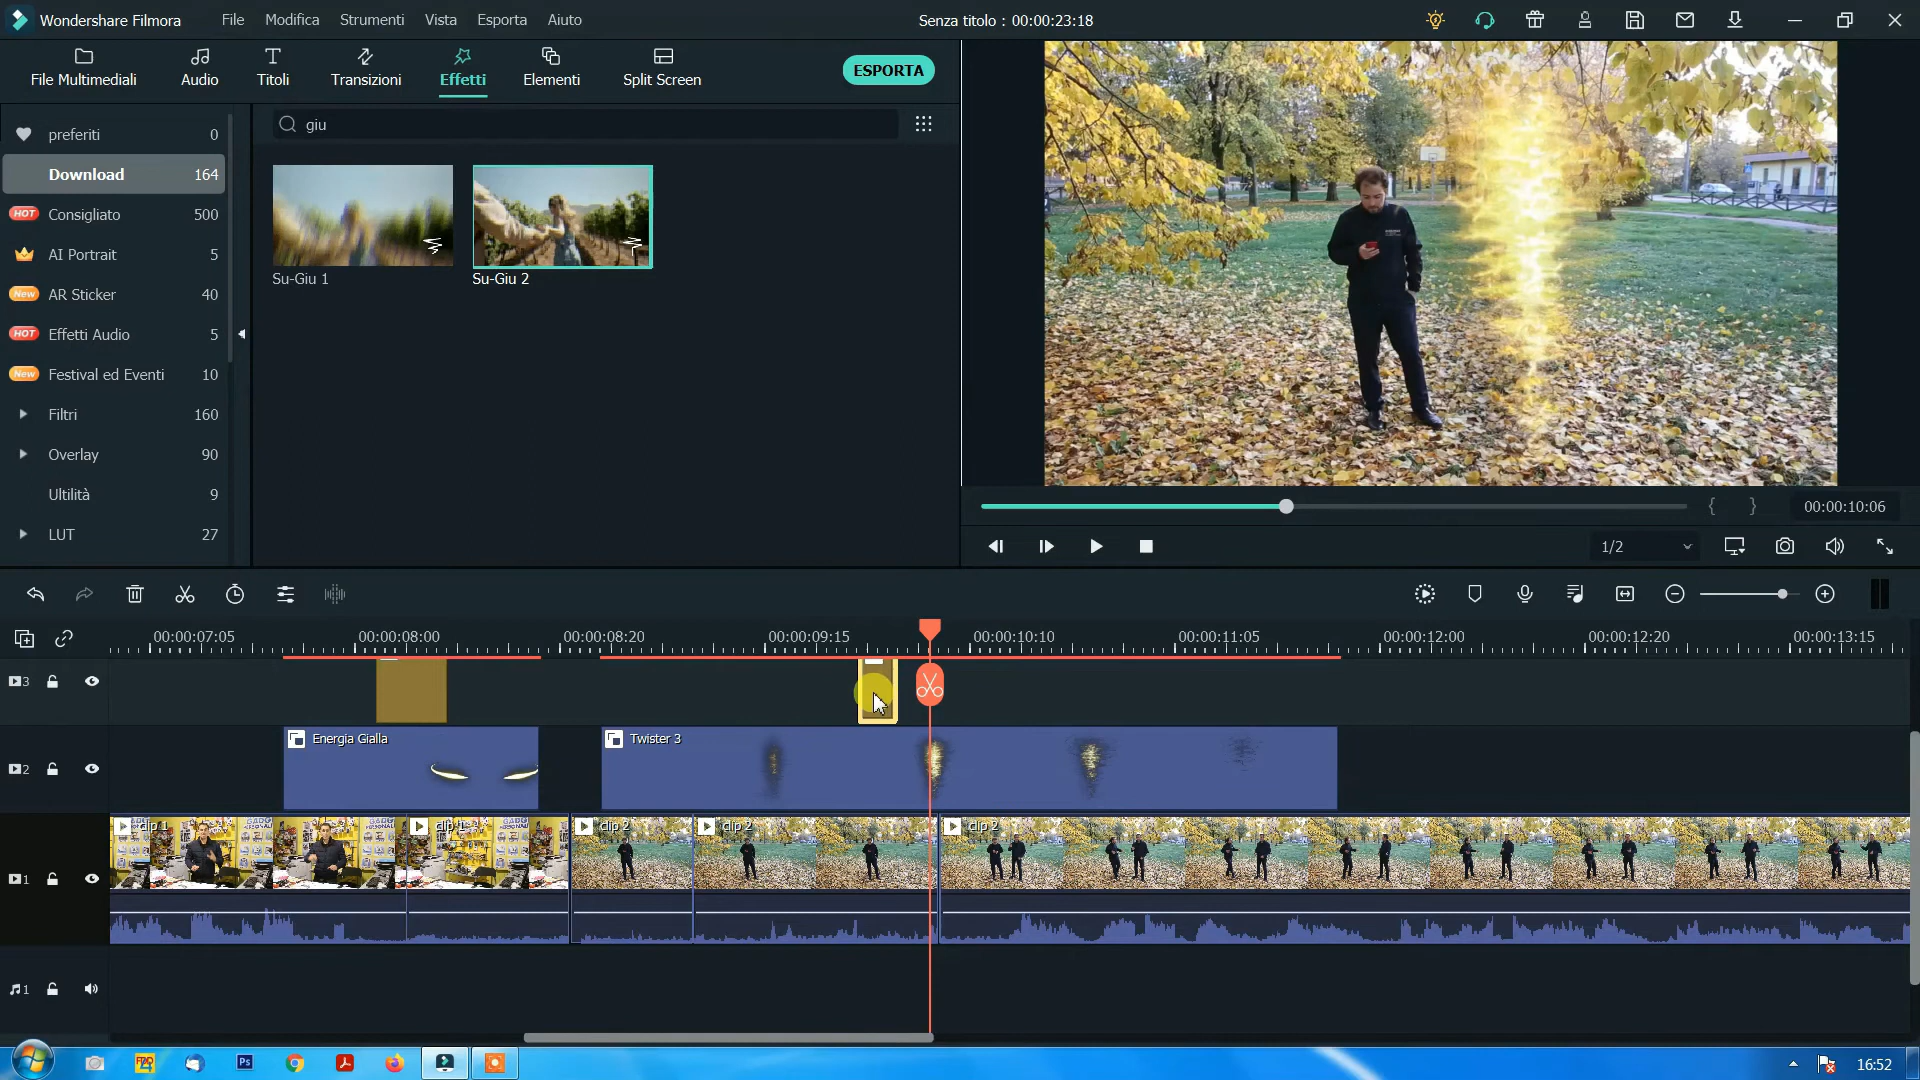 Wondershare Filmora
File Modifica Strumenti Vista Esporta Aiuto
Senza titolo : 00:00:23:18
File Multimediali
Audio
Titoli
Transizioni
Effetti
Elementi
Split Screen
ESPORTA
giu
preferiti 0
Download 164
HOT Consigliato 500
AI Portrait 5
New AR Sticker 40
HOT Effetti Audio 5
New Festival ed Eventi 10
Filtri 160
Overlay 90
Ultilità 9
LUT 27
Su-Giu 1
Su-Giu 2
00:00:10:06
1/2
00:00:07:05 00:00:08:00 00:00:08:20 00:00:09:15 00:00:10:10 00:00:11:05 00:00:12:00 00:00:12:20 00:00:13:15
3
2
Energia Gialla
Twister 3
1
clip 1
clip 1
clip 2
clip 2
clip 2
1
Ps
16:52